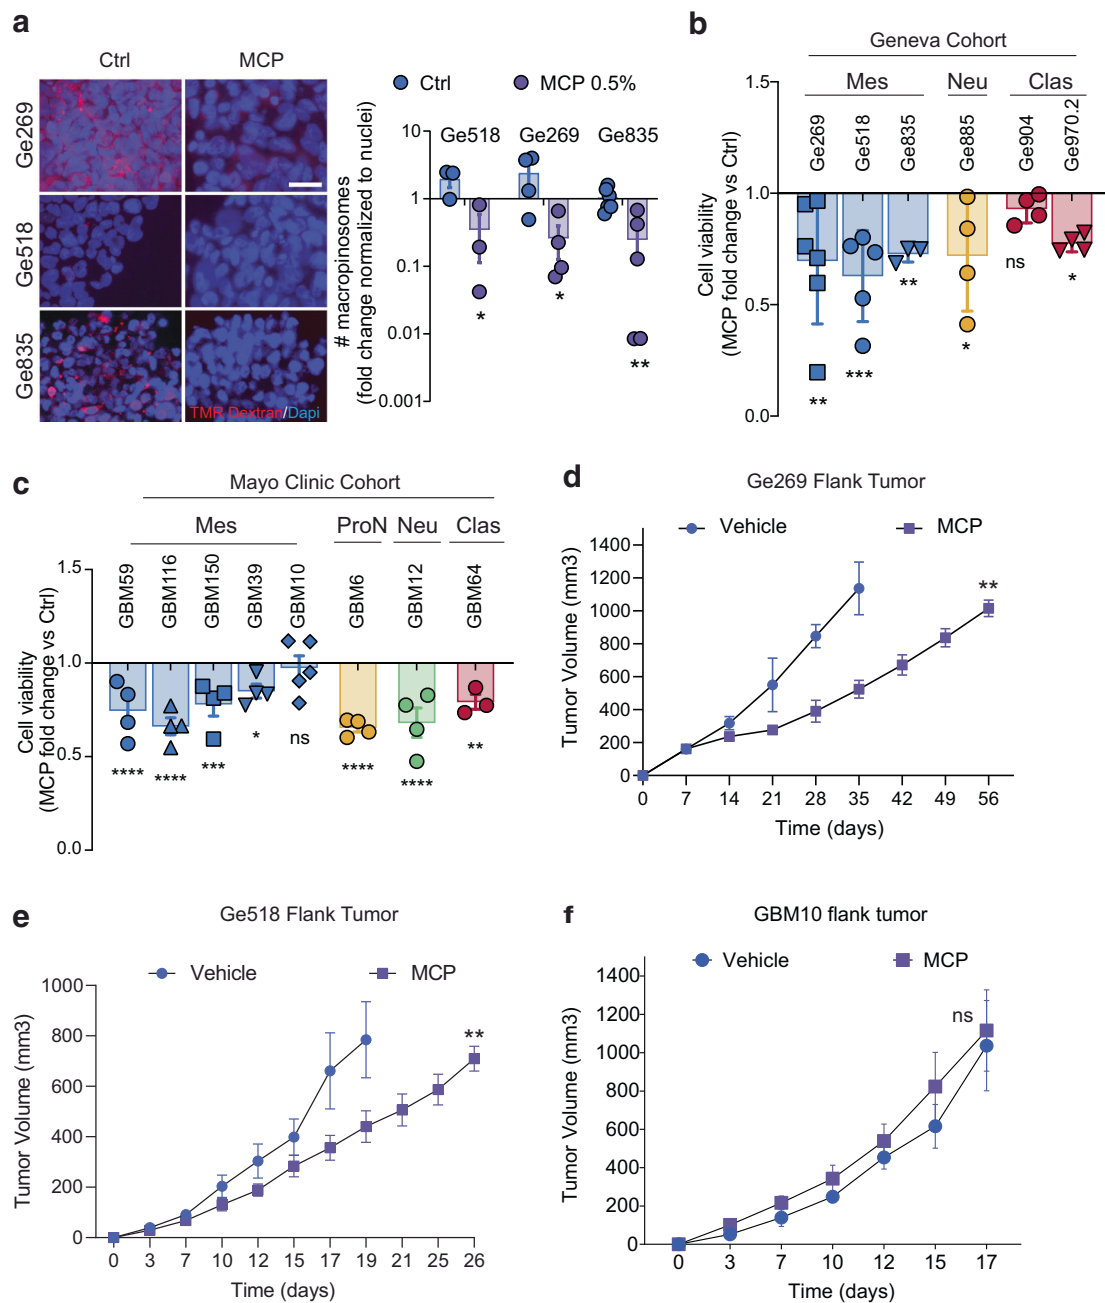 a
Ctrl
MCP
Ge269
Ge518
Ge835
TMR Dextran/Dapi
Ctrl
MCP 0.5%
# macropinosomes
(fold change normalized to nuclei)
10
1
0.1
0.01
0.001
Ge518
Ge269
Ge835
*
*
**
b
Geneva Cohort
Mes
Neu
Clas
Ge269
Ge518
Ge835
Ge885
Ge904
Ge970.2
Cell viability
(MCP fold change vs Ctrl)
1.5
1.0
0.5
0.0
**
***
**
*
ns
*
c
Mayo Clinic Cohort
Mes
ProN
Neu
Clas
GBM59
GBM116
GBM150
GBM39
GBM10
GBM6
GBM12
GBM64
Cell viability
(MCP fold change vs Ctrl)
1.5
1.0
0.5
0.0
****
****
***
*
ns
****
****
**
d
Ge269 Flank Tumor
Vehicle
MCP
Tumor Volume (mm3)
1400
1200
1000
800
600
400
200
0
**
0 7 14 21 28 35 42 49 56
Time (days)
e
Ge518 Flank Tumor
Vehicle
MCP
Tumor Volume (mm3)
1000
800
600
400
200
0
**
0 3 7 10 12 15 17 19 21 25 26
Time (days)
f
GBM10 flank tumor
Vehicle
MCP
Tumor Volume (mm3)
1400
1200
1000
800
600
400
200
0
ns
0 3 7 10 12 15 17
Time (days)